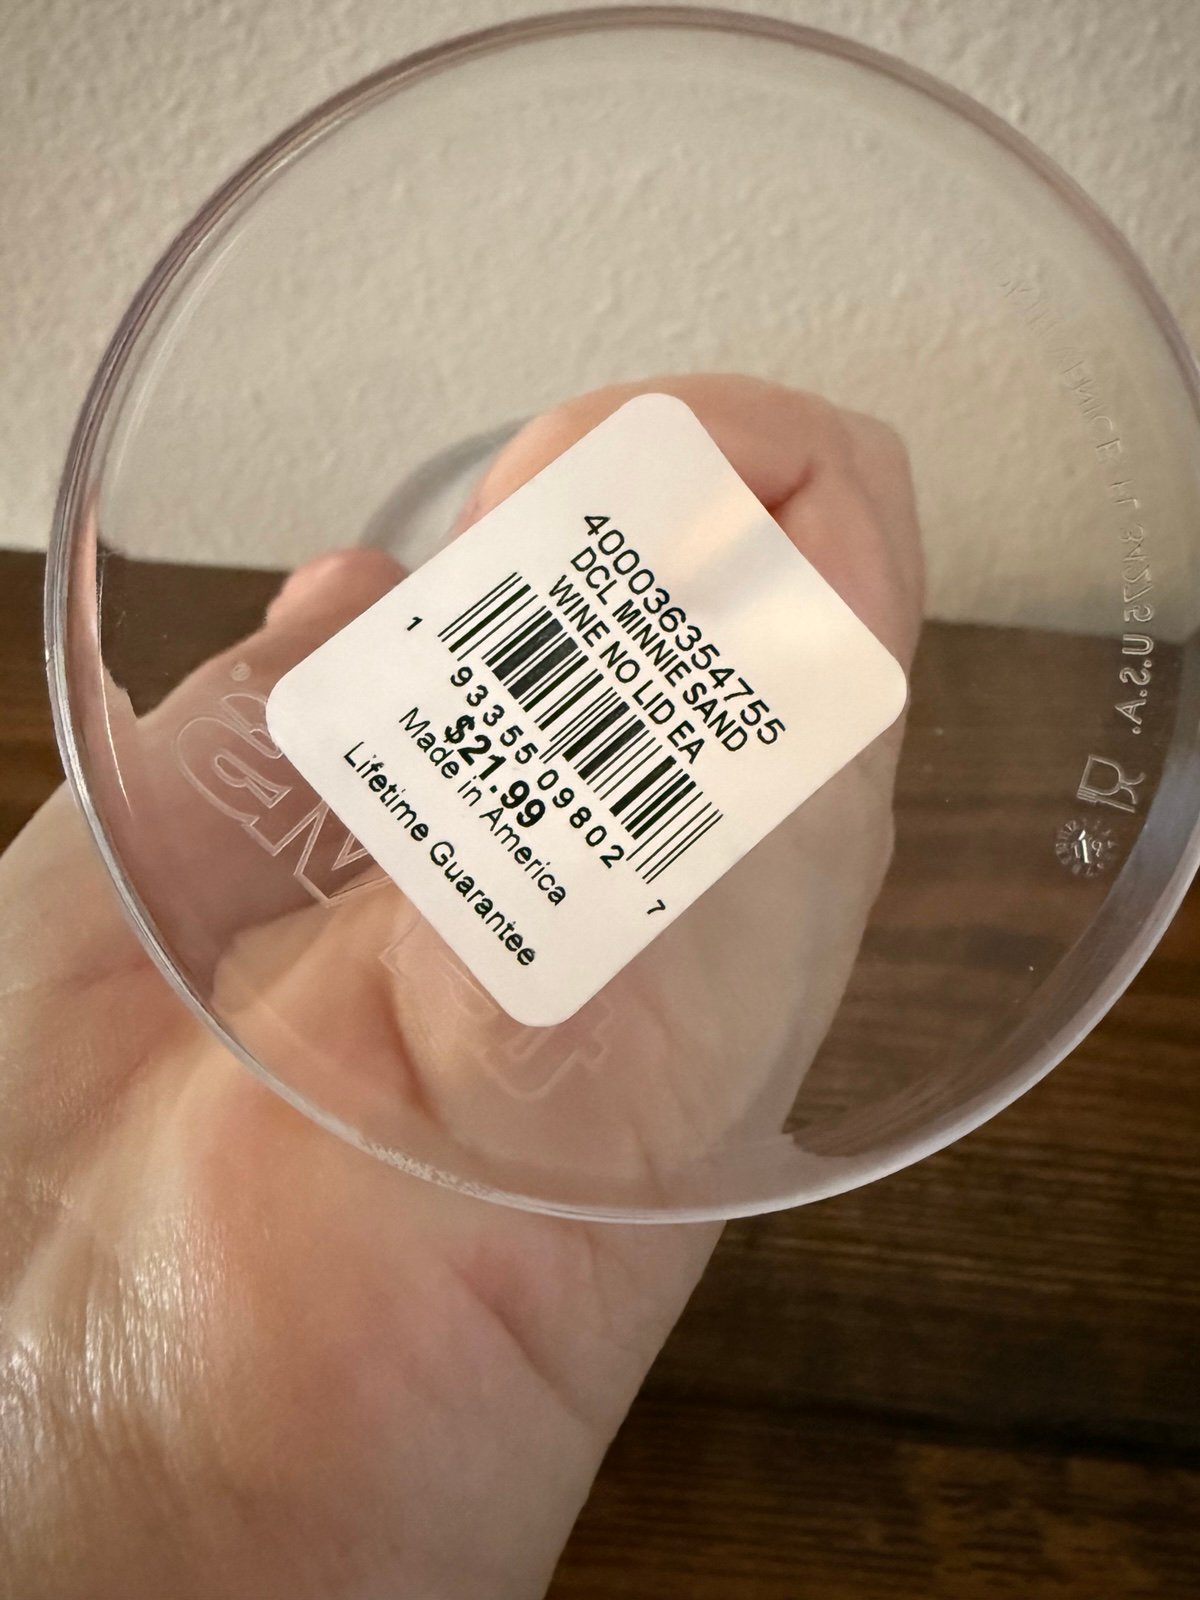 400036354755
DCL MINNIE SAND
WINE NO LID EA
1 93355 09802 7
$21.99
Made in America
Lifetime Guarantee
34275 U.S.A.